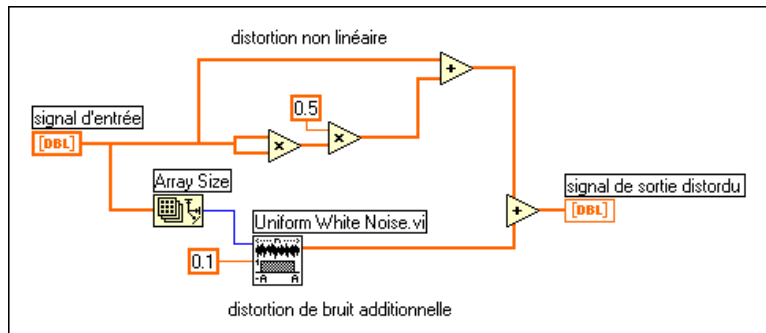 distortion non linéaire
+
signal d'entrée
[DBL]
0.5
x
x
Array Size
signal de sortie distordu
+
[DBL]
Uniform White Noise.vi
0.1
-A A
distortion de bruit additionnelle